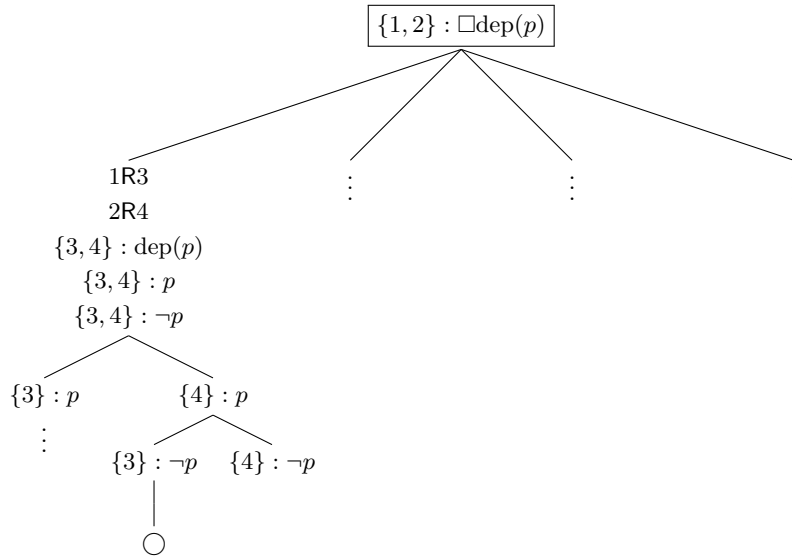 {1, 2} : □dep(p)
1R3
⋮
⋮
2R4
{3, 4} : dep(p)
{3, 4} : p
{3, 4} : ¬p
{3} : p
{4} : p
⋮
{3} : ¬p
{4} : ¬p